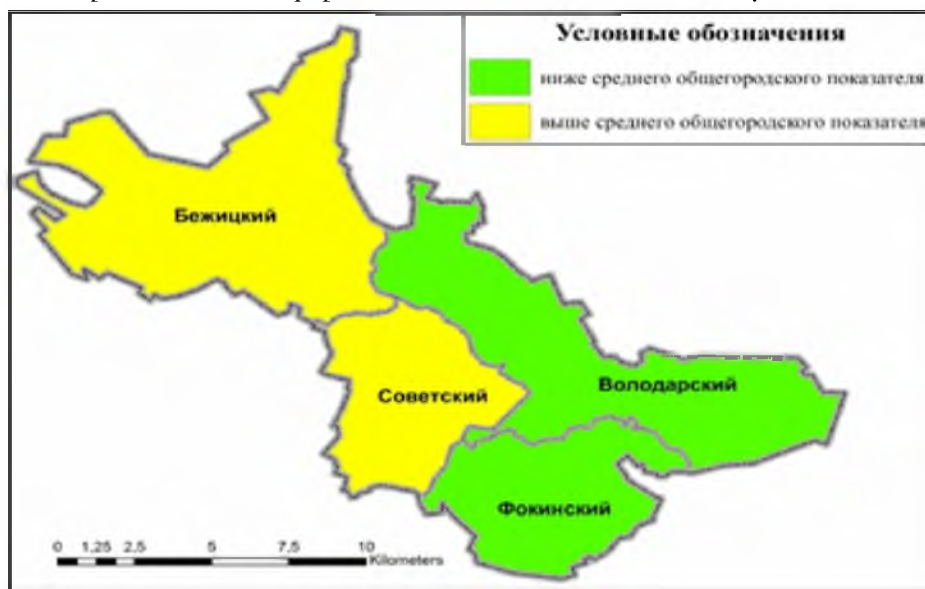 Условные обозначения
ниже среднего общегородского показателя
выше среднего общегородского показателя
Бежицкий
Володарский
Советский
Фокинский
0 1,25 2,5 5 7,5 10
Kilometers